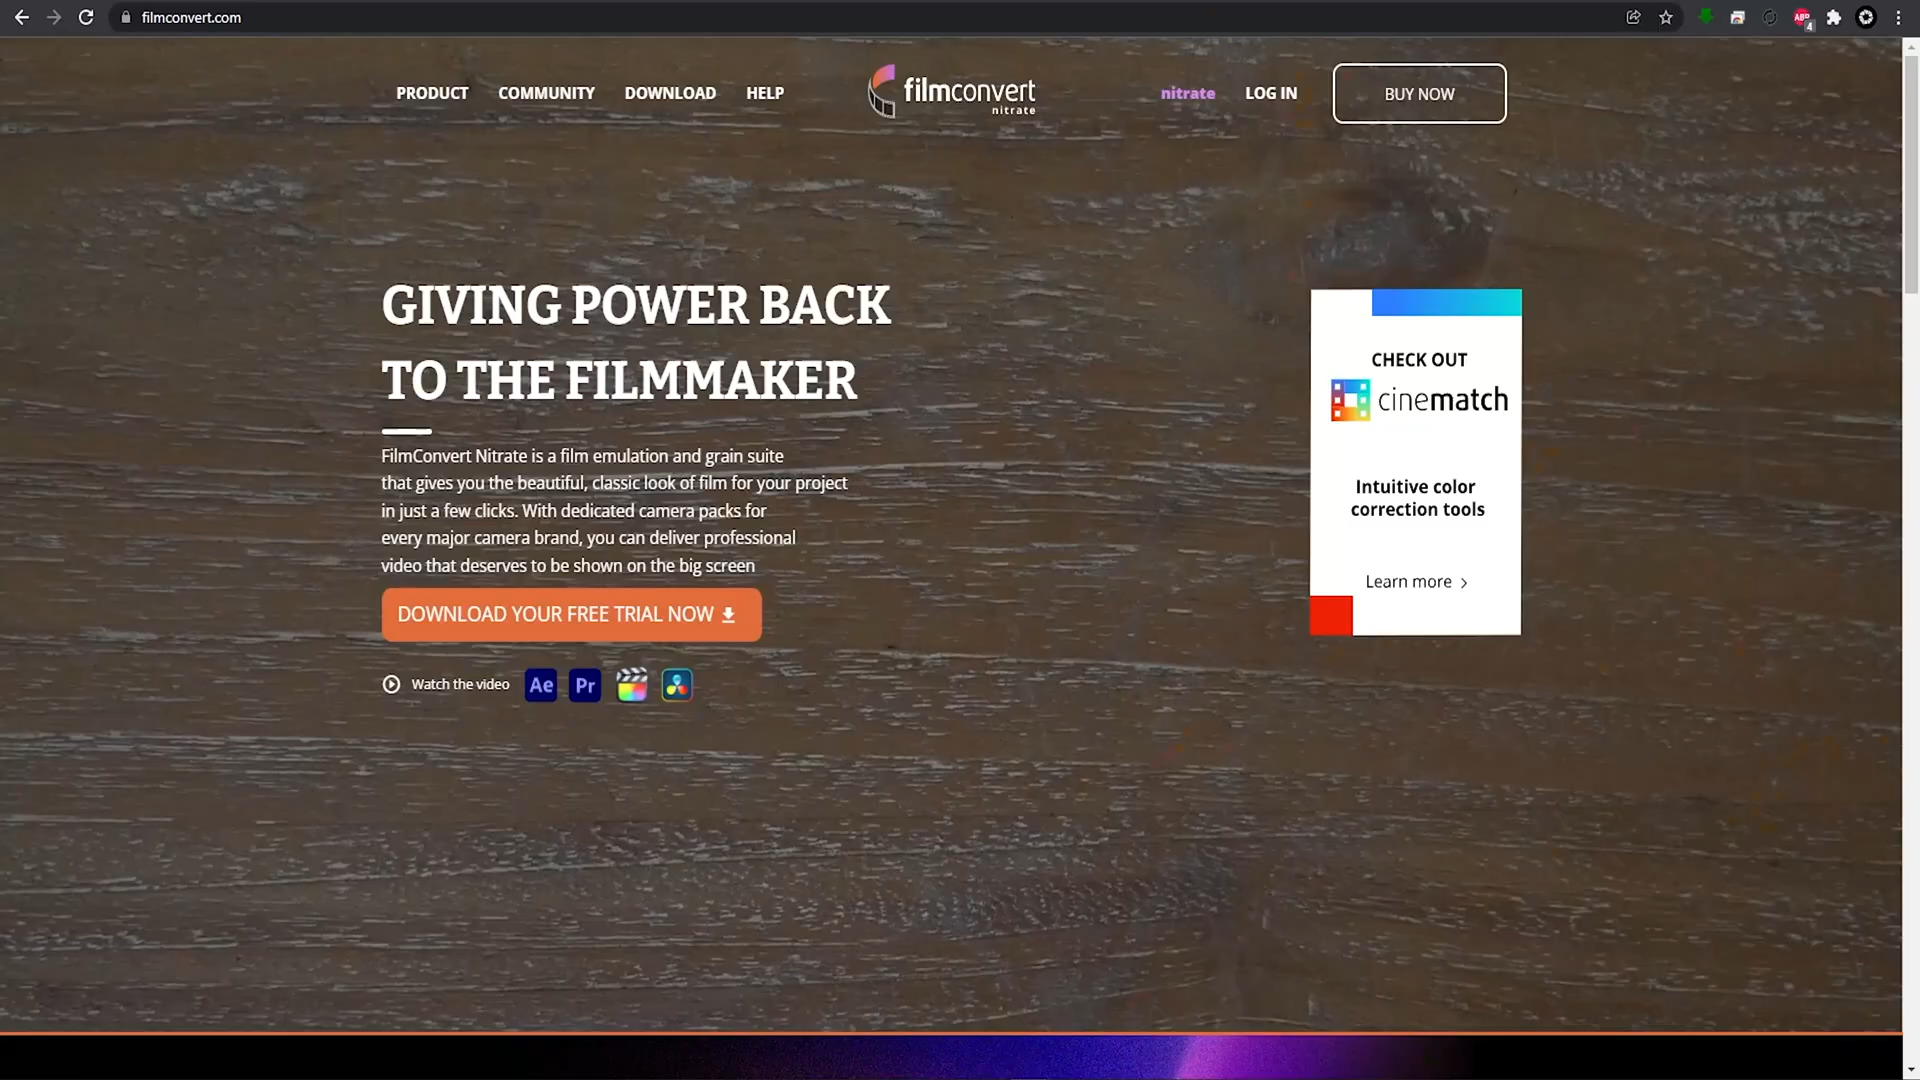 filmconvert.com
ABP
4
PRODUCT COMMUNITY DOWNLOAD HELP
filmconvert
nitrate
nitrate LOG IN BUY NOW
GIVING POWER BACK
TO THE FILMMAKER
FilmConvert Nitrate is a film emulation and grain suite
that gives you the beautiful, classic look of film for your project
in just a few clicks. With dedicated camera packs for
every major camera brand, you can deliver professional
video that deserves to be shown on the big screen
DOWNLOAD YOUR FREE TRIAL NOW
Watch the video Ae Pr
CHECK OUT
cinematch
Intuitive color
correction tools
Learn more >